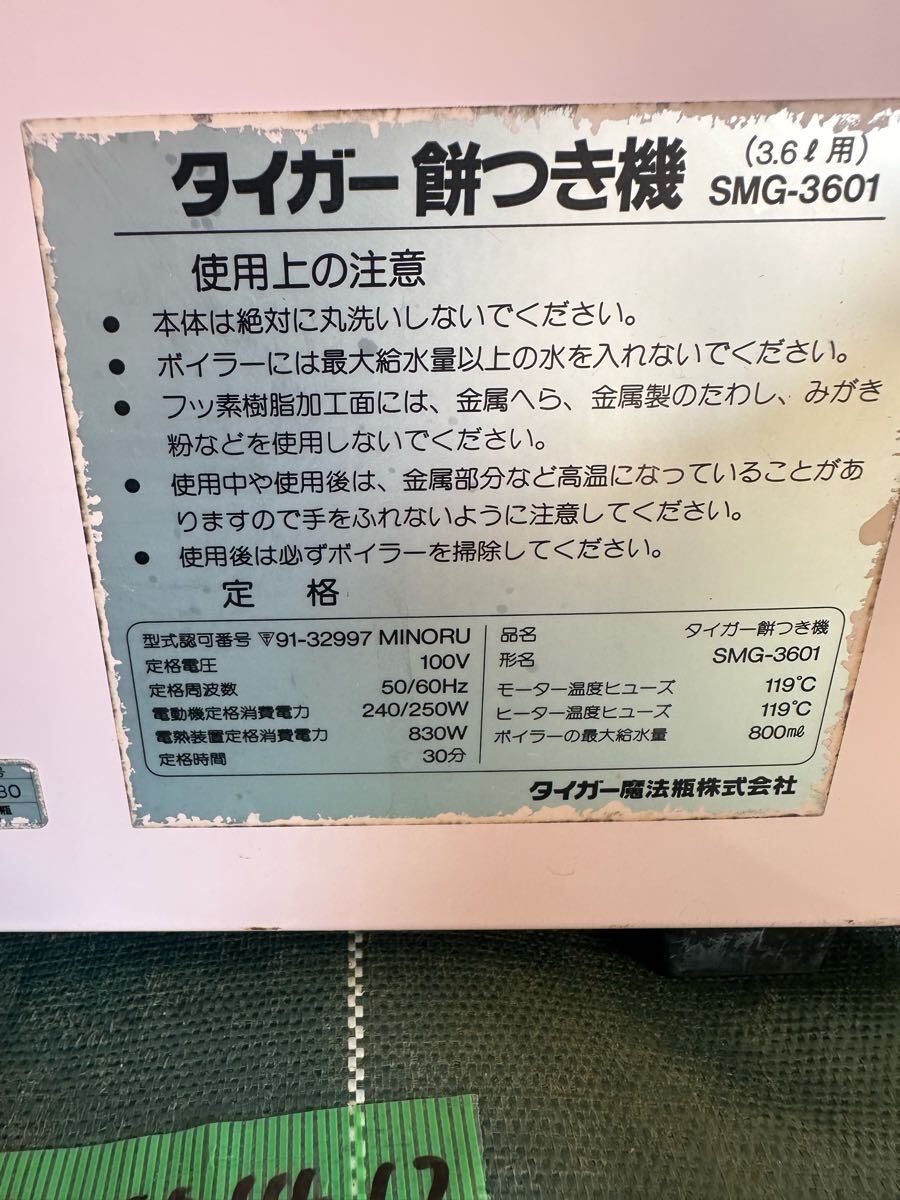 タイガー餅つき機 (3.6ℓ用) SMG-3601
使用上の注意
● 本体は絶対に丸洗いしないでください。
● ボイラーには最大給水量以上の水を入れないでください。
● フッ素樹脂加工面には、金属へら、金属製のたわし、みがき
粉などを使用しないでください。
● 使用中や使用後は、金属部分など高温になっていることがあ
りますので手をふれないように注意してください。
● 使用後は必ずボイラーを掃除してください。
定格
型式認可番号 〒91-32997 MINORU
定格電圧 100V
定格周波数 50/60Hz
電動機定格消費電力 240/250W
電熱装置定格消費電力 830W
定格時間 30分
品名 タイガー餅つき機
形名 SMG-3601
モーター温度ヒューズ 119℃
ヒーター温度ヒューズ 119℃
ボイラーの最大給水量 800mℓ
タイガー魔法瓶株式会社
号
30
瓶